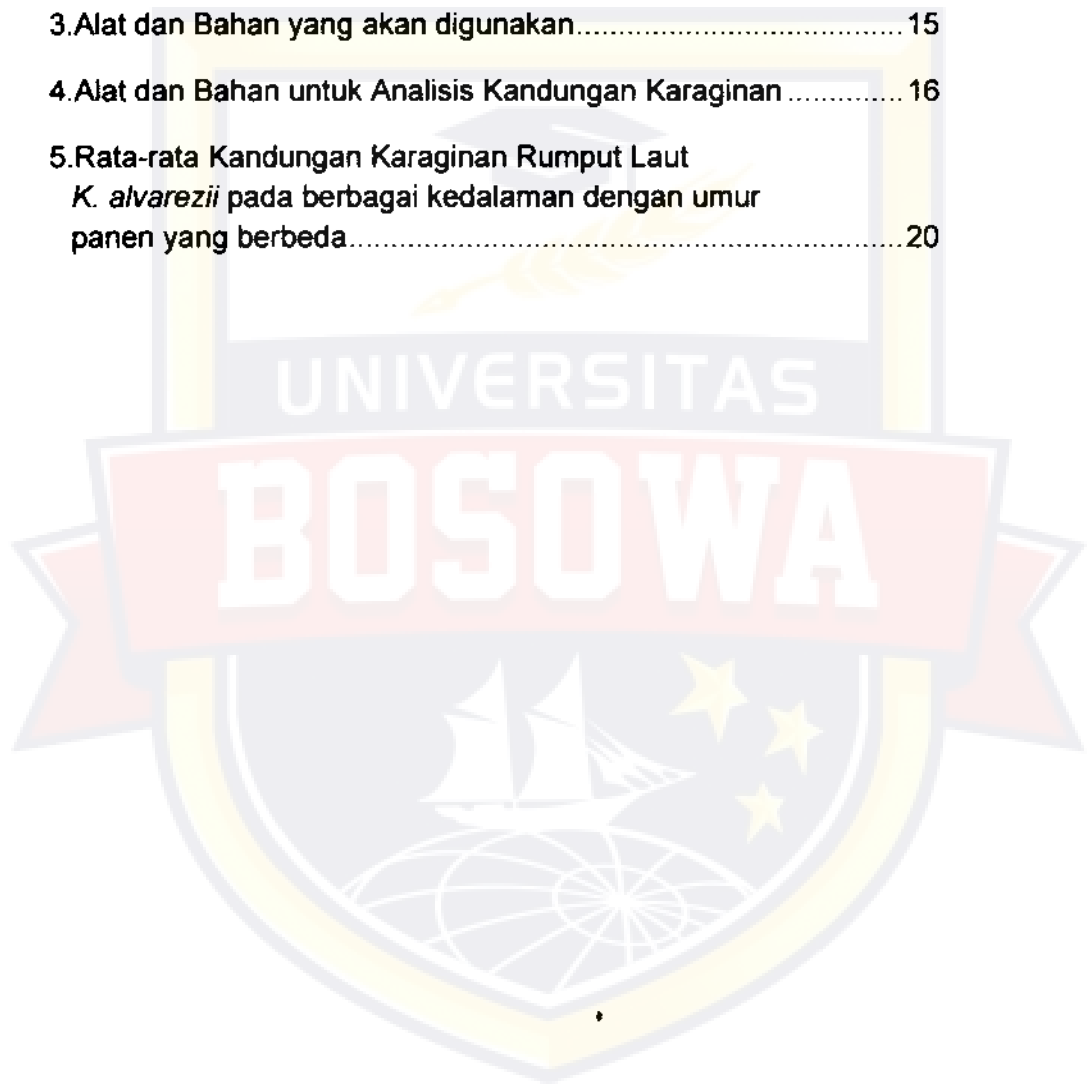 3.Alat dan Bahan yang akan digunakan....................................... 15
4.Alat dan Bahan untuk Analisis Kandungan Karaginan .............. 16
5.Rata-rata Kandungan Karaginan Rumput Laut
K. alvarezii pada berbagai kedalaman dengan umur
panen yang berbeda..................................................................20
UNIVERSITAS
BOSOWA